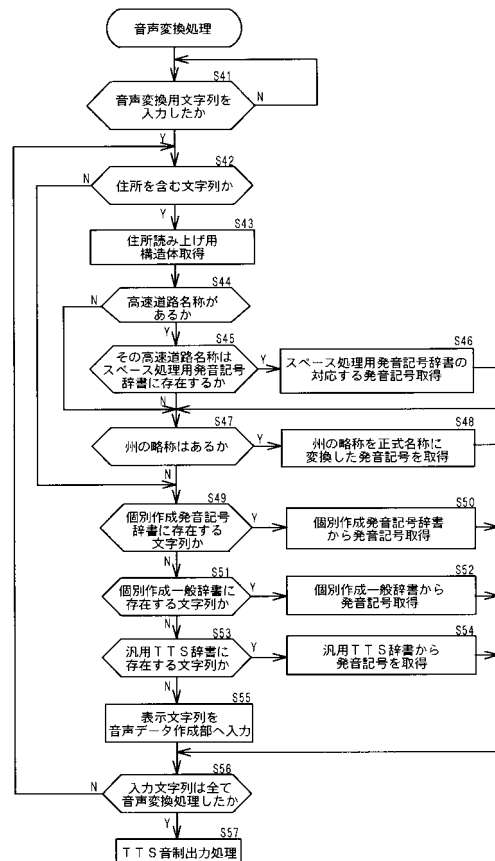 音声変換処理
S41
音声変換用文字列を
入力したか
N
Y
S42
N
住所を含む文字列か
Y
S43
住所読み上げ用
構造体取得
S44
N
高速道路名称が
あるか
Y
S45
その高速道路名称は
スペース処理用発音記号
辞書に存在するか
Y
S46
スペース処理用発音記号辞書の
対応する発音記号取得
N
S47
州の略称はあるか
Y
S48
州の略称を正式名称に
変換した発音記号を取得
N
S49
個別作成発音記号
辞書に存在する
文字列か
Y
S50
個別作成発音記号辞書
から発音記号取得
N
S51
個別作成一般辞書に
存在する文字列か
Y
S52
個別作成一般辞書から
発音記号取得
N
S53
汎用TTS辞書に
存在する文字列か
Y
S54
汎用TTS辞書から
発音記号を取得
N
S55
表示文字列を
音声データ作成部へ入力
S56
N
入力文字列は全て
音声変換処理したか
Y
S57
TTS音制出力処理